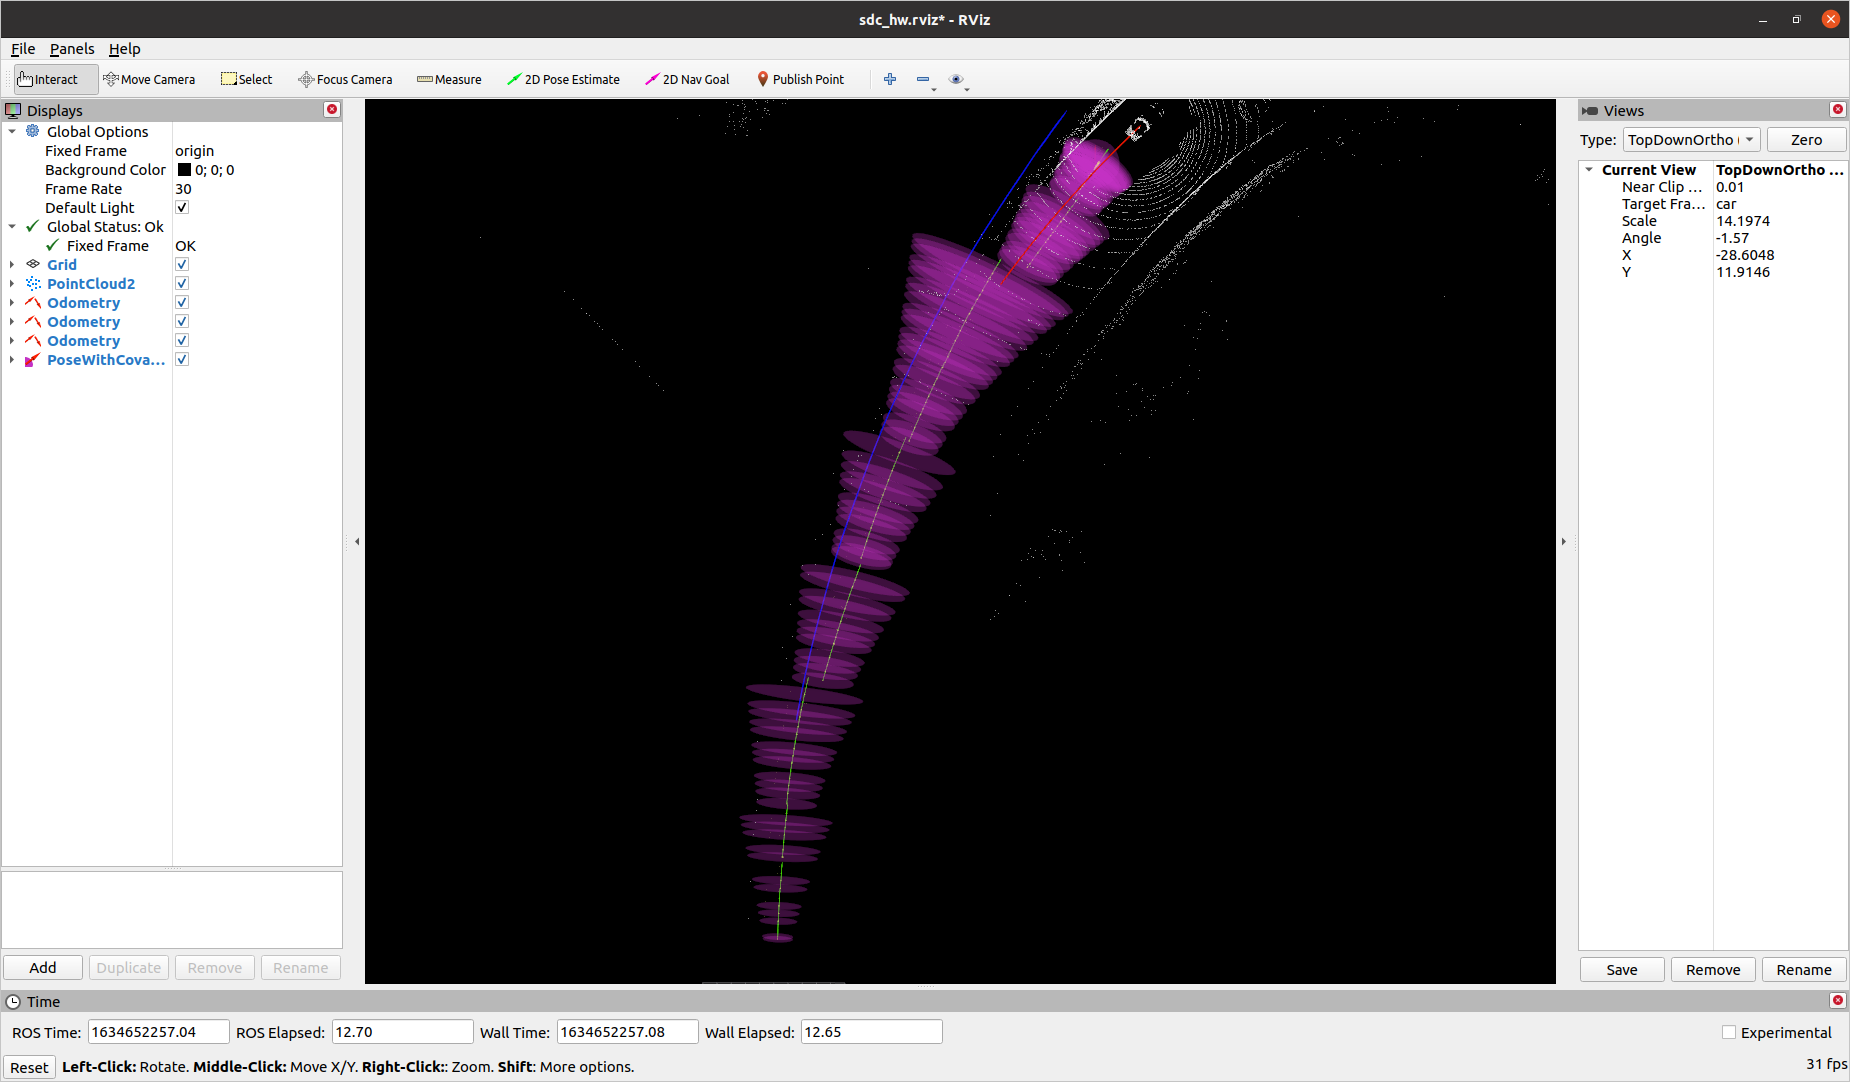 sdc_hw.rviz* - RViz
File Panels Help
Interact Move Camera Select Focus Camera Measure 2D Pose Estimate 2D Nav Goal Publish Point
Displays
Global Options
Fixed Frame origin
Background Color 0; 0; 0
Frame Rate 30
Default Light
Global Status: Ok
Fixed Frame OK
Grid
PointCloud2
Odometry
Odometry
Odometry
PoseWithCova...
Add Duplicate Remove Rename
Views
Type: TopDownOrtho ( Zero
Current View TopDownOrtho ...
Near Clip ... 0.01
Target Fra... car
Scale 14.1974
Angle -1.57
X -28.6048
Y 11.9146
Save Remove Rename
Time
ROS Time: 1634652257.04 ROS Elapsed: 12.70 Wall Time: 1634652257.08 Wall Elapsed: 12.65 Experimental
Reset Left-Click: Rotate. Middle-Click: Move X/Y. Right-Click:: Zoom. Shift: More options. 31 fps